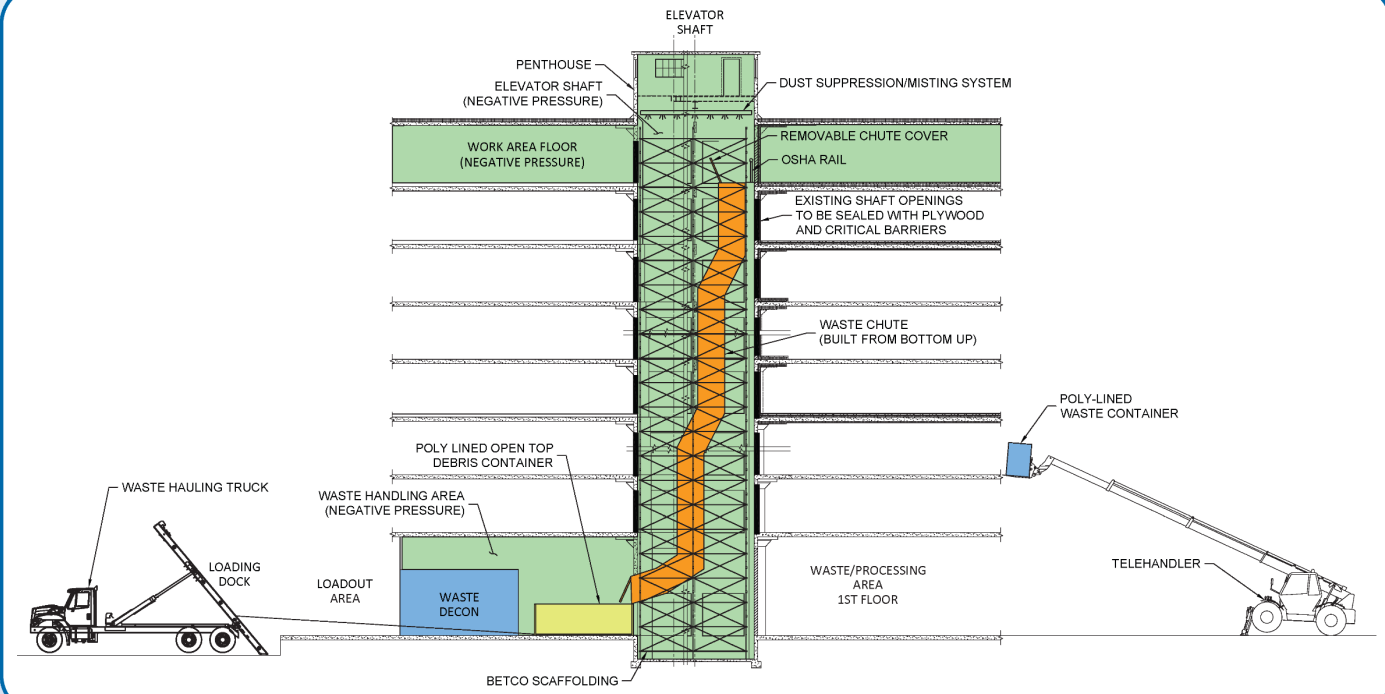 ELEVATOR
SHAFT
PENTHOUSE
ELEVATOR SHAFT
(NEGATIVE PRESSURE)
DUST SUPPRESSION/MISTING SYSTEM
REMOVABLE CHUTE COVER
WORK AREA FLOOR
(NEGATIVE PRESSURE)
OSHA RAIL
EXISTING SHAFT OPENINGS
TO BE SEALED WITH PLYWOOD
AND CRITICAL BARRIERS
WASTE CHUTE
(BUILT FROM BOTTOM UP)
POLY-LINED
WASTE CONTAINER
POLY LINED OPEN TOP
DEBRIS CONTAINER
WASTE HAULING TRUCK
WASTE HANDLING AREA
(NEGATIVE PRESSURE)
LOADING
DOCK
LOADOUT
AREA
WASTE
DECON
WASTE/PROCESSING
AREA
1ST FLOOR
TELEHANDLER
BETCO SCAFFOLDING